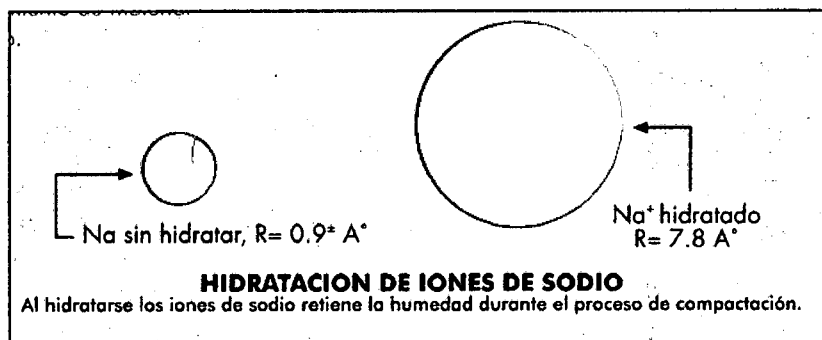 Na sin hidratar, R= 0.9± A°
Na⁺ hidratado
R= 7.8 A°
HIDRATACION DE IONES DE SODIO
Al hidratarse los iones de sodio retiene la humedad durante el proceso de compactación.